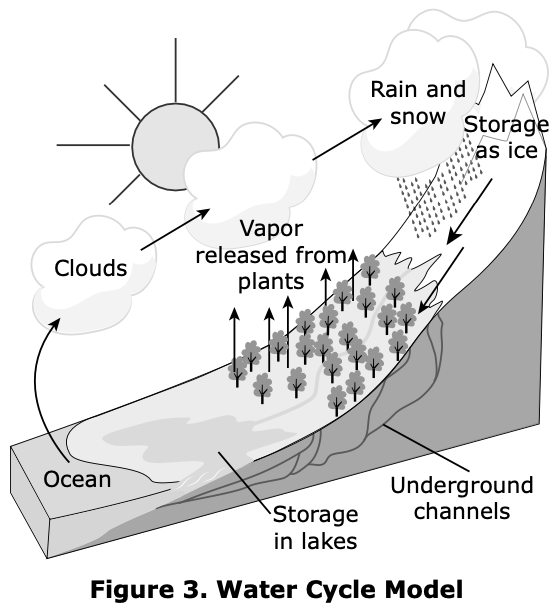 Rain and
snow
Storage
as ice
Vapor
released from
plants
Clouds
Ocean
Underground
channels
Storage
in lakes
Figure 3. Water Cycle Model